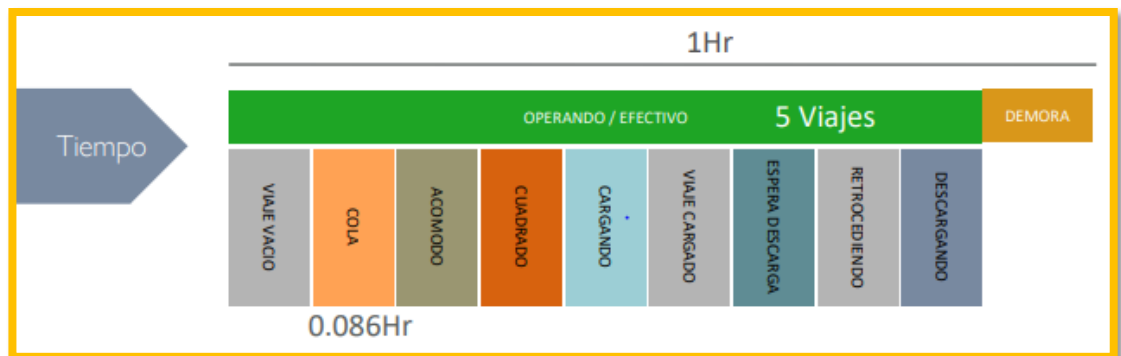 1Hr
Tiempo
OPERANDO / EFECTIVO
5 Viajes
DEMORA
VIAJE VACIO
COLA
ACOMODO
CUADRADO
CARGANDO
VIAJE CARGADO
ESPERA DESCARGA
RETROCEDIENDO
DESCARGANDO
0.086Hr